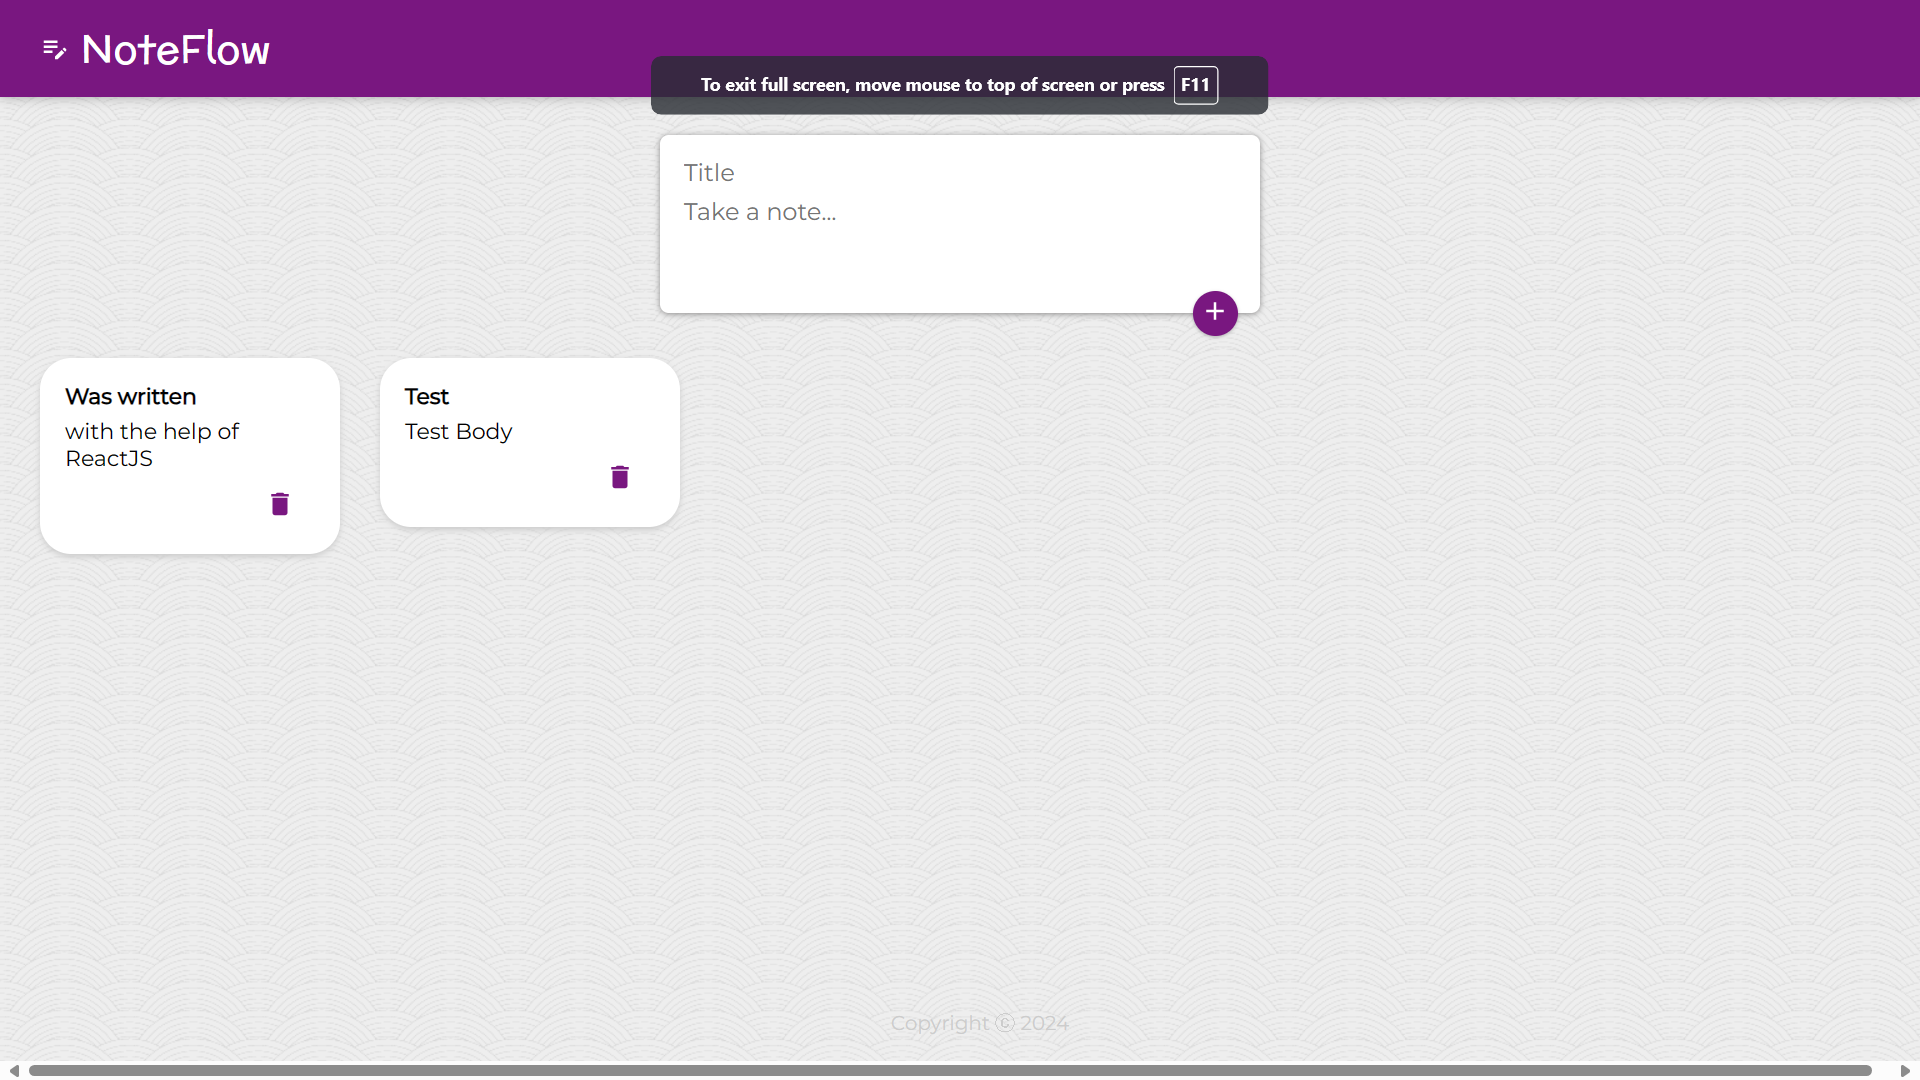 NoteFlow
To exit full screen, move mouse to top of screen or press F11
Title
Take a note...
Was written
with the help of
ReactJS
Test
Test Body
Copyright ⓒ 2024